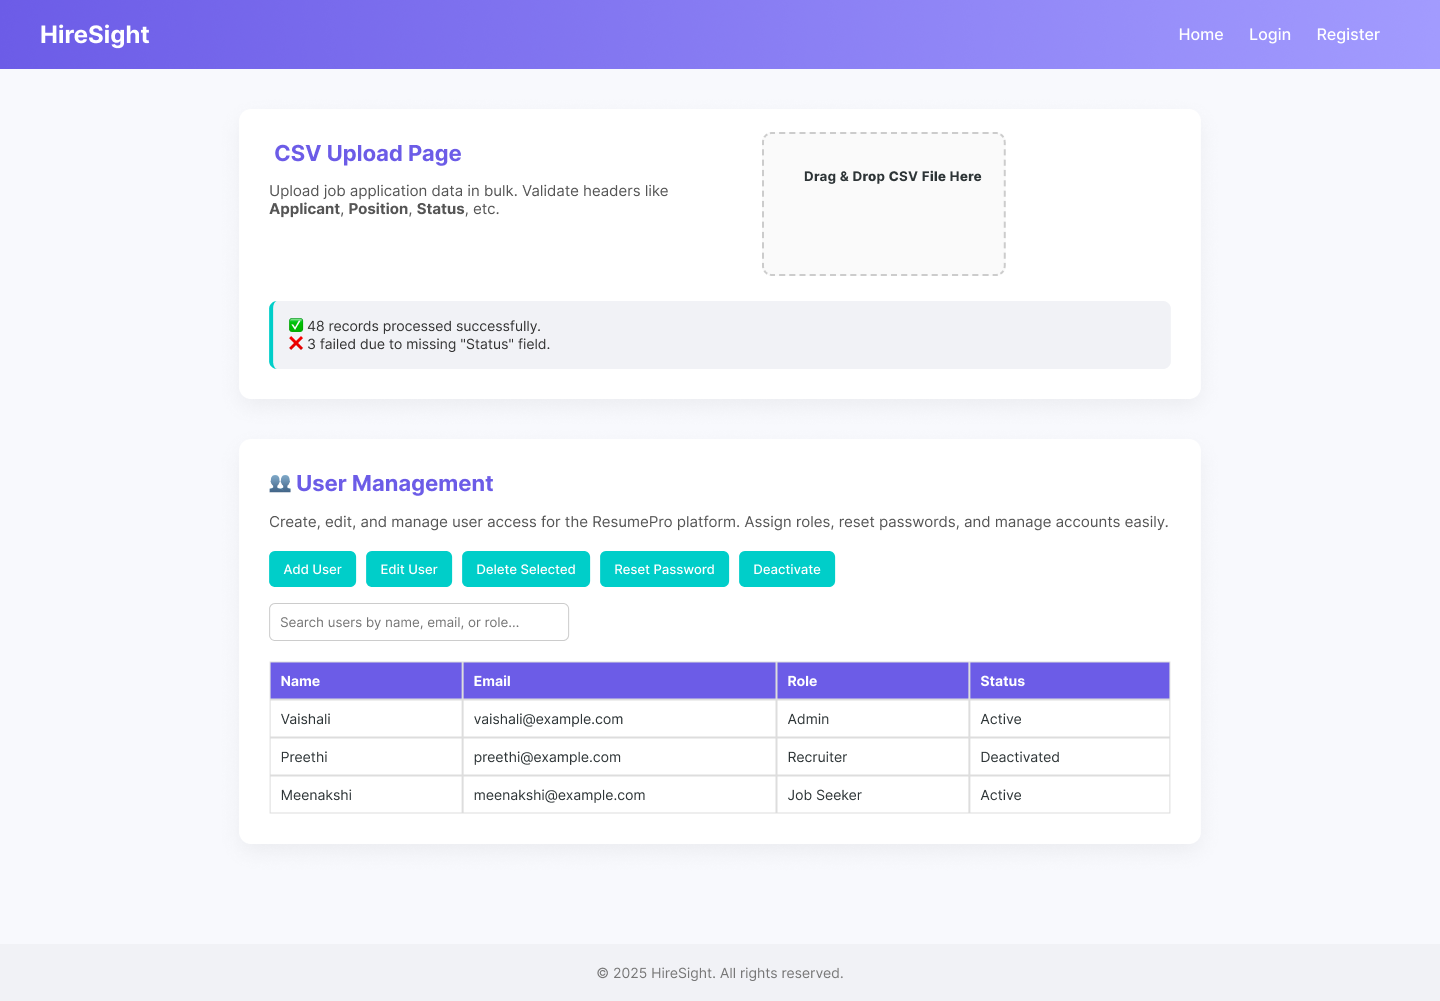 HireSight
Home Login Register
CSV Upload Page
Upload job application data in bulk. Validate headers like
Applicant, Position, Status, etc.
Drag & Drop CSV File Here
✅ 48 records processed successfully.
❌ 3 failed due to missing "Status" field.
👥 User Management
Create, edit, and manage user access for the ResumePro platform. Assign roles, reset passwords, and manage accounts easily.
Add User Edit User Delete Selected Reset Password Deactivate
Search users by name, email, or role...
Name Email Role Status
Vaishali vaishali@example.com Admin Active
Preethi preethi@example.com Recruiter Deactivated
Meenakshi meenakshi@example.com Job Seeker Active
© 2025 HireSight. All rights reserved.